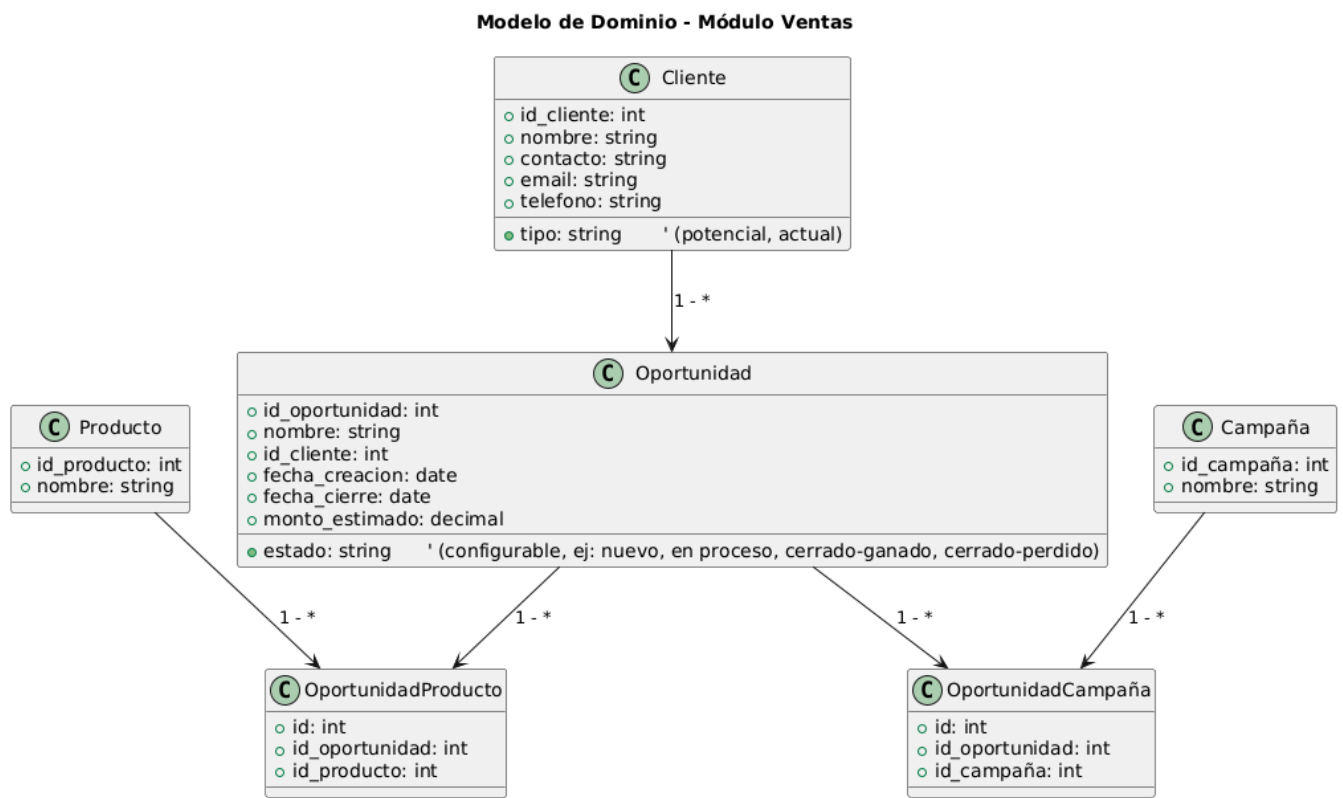 Modelo de Dominio - Módulo Ventas
C Cliente
id_cliente: int
nombre: string
contacto: string
email: string
telefono: string
tipo: string ' (potencial, actual)
1 - *
C Oportunidad
id_oportunidad: int
nombre: string
id_cliente: int
fecha_creacion: date
fecha_cierre: date
monto_estimado: decimal
estado: string ' (configurable, ej: nuevo, en proceso, cerrado-ganado, cerrado-perdido)
C Producto
id_producto: int
nombre: string
C Campaña
id_campaña: int
nombre: string
1 - *
1 - *
1 - *
1 - *
C OportunidadProducto
id: int
id_oportunidad: int
id_producto: int
C OportunidadCampaña
id: int
id_oportunidad: int
id_campaña: int